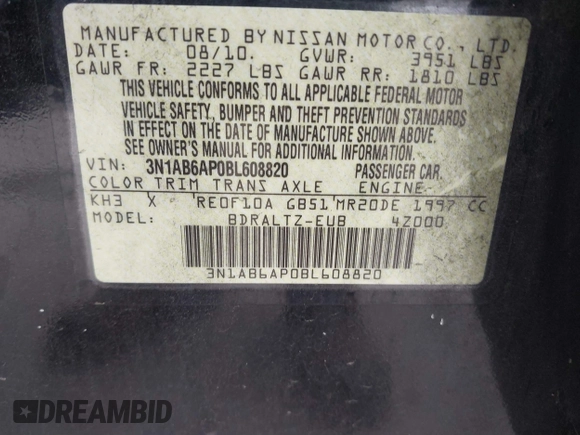 MANUFACTURED BY NISSAN MOTOR CO., LTD.
DATE: 08/10. GVWR: 3951 LBS
GAWR FR: 2227 LBS GAWR RR: 1810 LBS
THIS VEHICLE CONFORMS TO ALL APPLICABLE FEDERAL MOTOR
VEHICLE SAFETY, BUMPER AND THEFT PREVENTION STANDARDS
IN EFFECT ON THE DATE OF MANUFACTURE SHOWN ABOVE.
SEE OWNER'S MANUAL FOR ADDITIONAL INFORMATION.
VIN: 3N1AB6AP0BL608820 PASSENGER CAR.
COLOR TRIM TRANS AXLE ENGINE
KH3 X 'RE0F10A GB51'MR20DE 1997 CC
MODEL: BDRALTZ-EUB 4Z000
3N1AB6AP0BL608820
DREAMBID